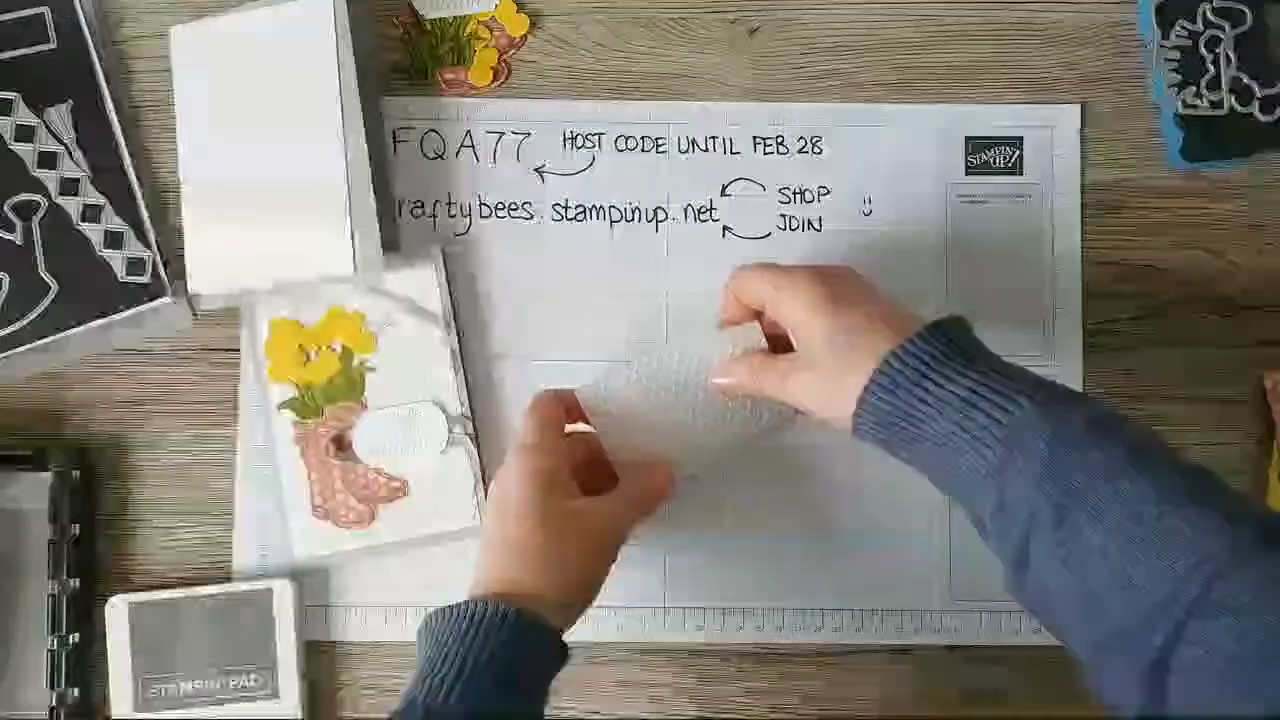 FQA77 HOST CODE UNTIL FEB 28
raftybees.stampinup.net SHOP
JOIN
STAMPIN' UP!
STAMPIN' PAD